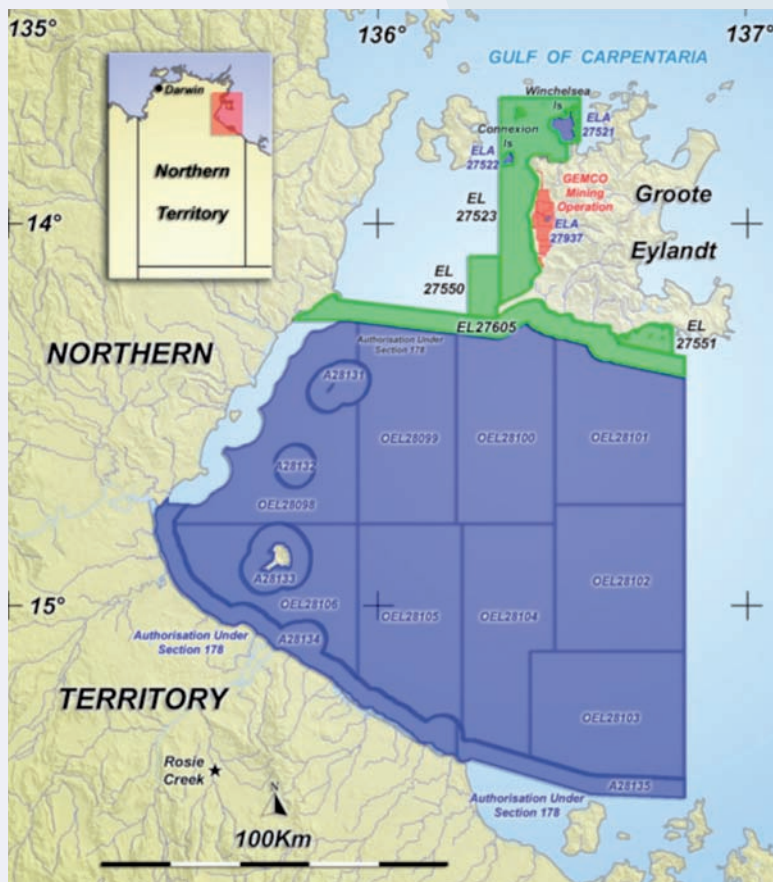 135°
136°
137°
GULF OF CARPENTARIA
Darwin
Northern
Territory
Winchelsea
Is
ELA
27521
Connexion
Is
ELA
27522
GEMCO
Mining
Operation
Groote
Eylandt
EL
27523
ELA
27937
14°
EL
27550
EL27605
EL
27551
Authorisation Under
Section 178
NORTHERN
A28131
OEL28099
OEL28100
OEL28101
A28132
OEL28098
A28133
OEL28102
15°
OEL28106
OEL28105
OEL28104
Authorisation Under
Section 178
A28134
TERRITORY
OEL28103
Rosie
Creek
N
A28135
Authorisation Under
Section 178
100Km